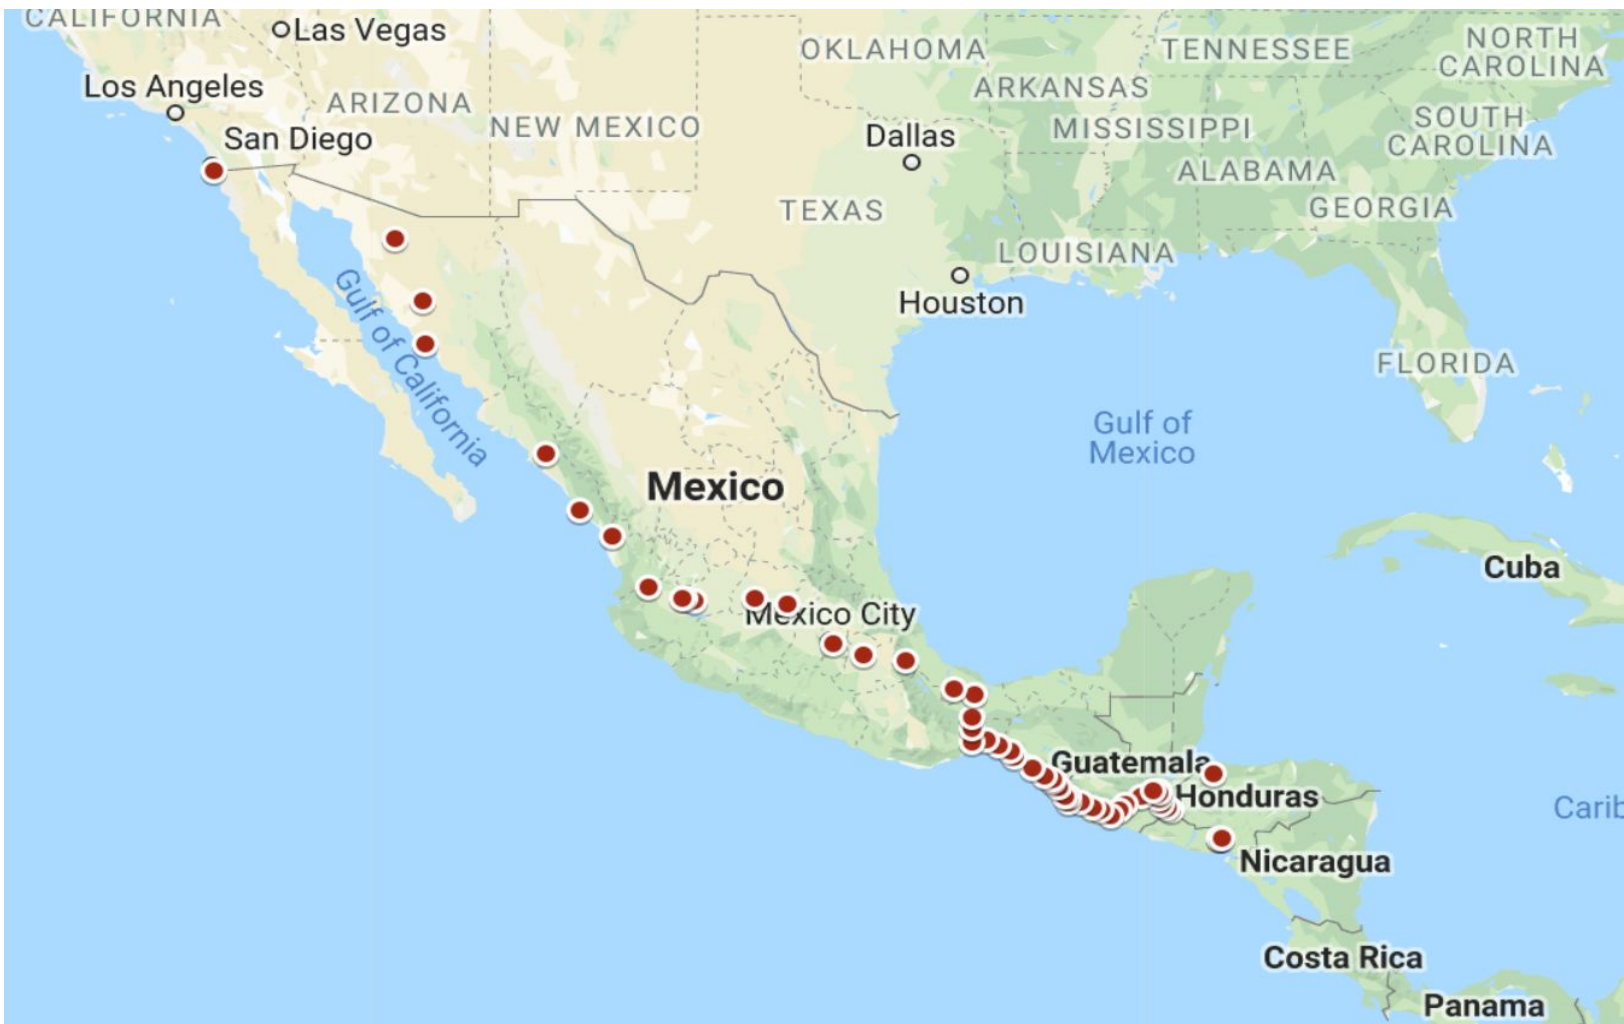 CALIFORNIA
Las Vegas
Los Angeles
ARIZONA
NEW MEXICO
San Diego
OKLAHOMA
TENNESSEE
NORTH
CAROLINA
ARKANSAS
Dallas
MISSISSIPPI
SOUTH
CAROLINA
ALABAMA
TEXAS
GEORGIA
LOUISIANA
Houston
Gulf of California
FLORIDA
Gulf of
Mexico
Mexico
Cuba
Mexico City
Guatemala
Honduras
Carib
Nicaragua
Costa Rica
Panama